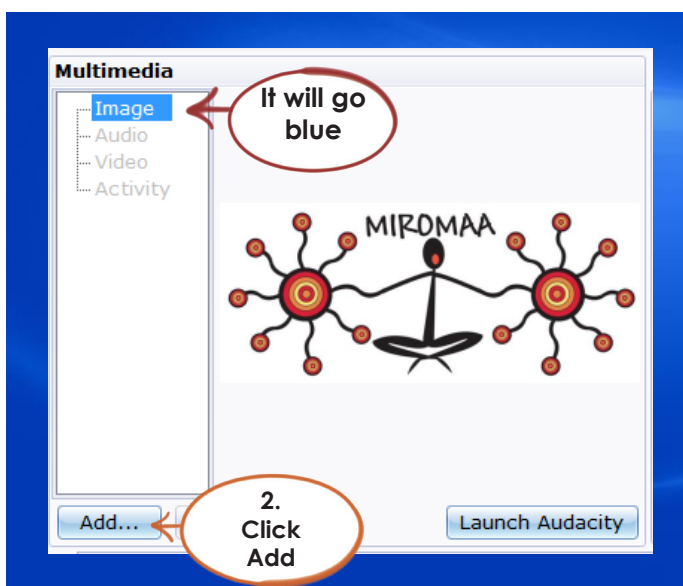 Multimedia
Image
It will go
blue
Audio
Video
Activity
MIROMAA
Add...
2.
Click
Add
Launch Audacity